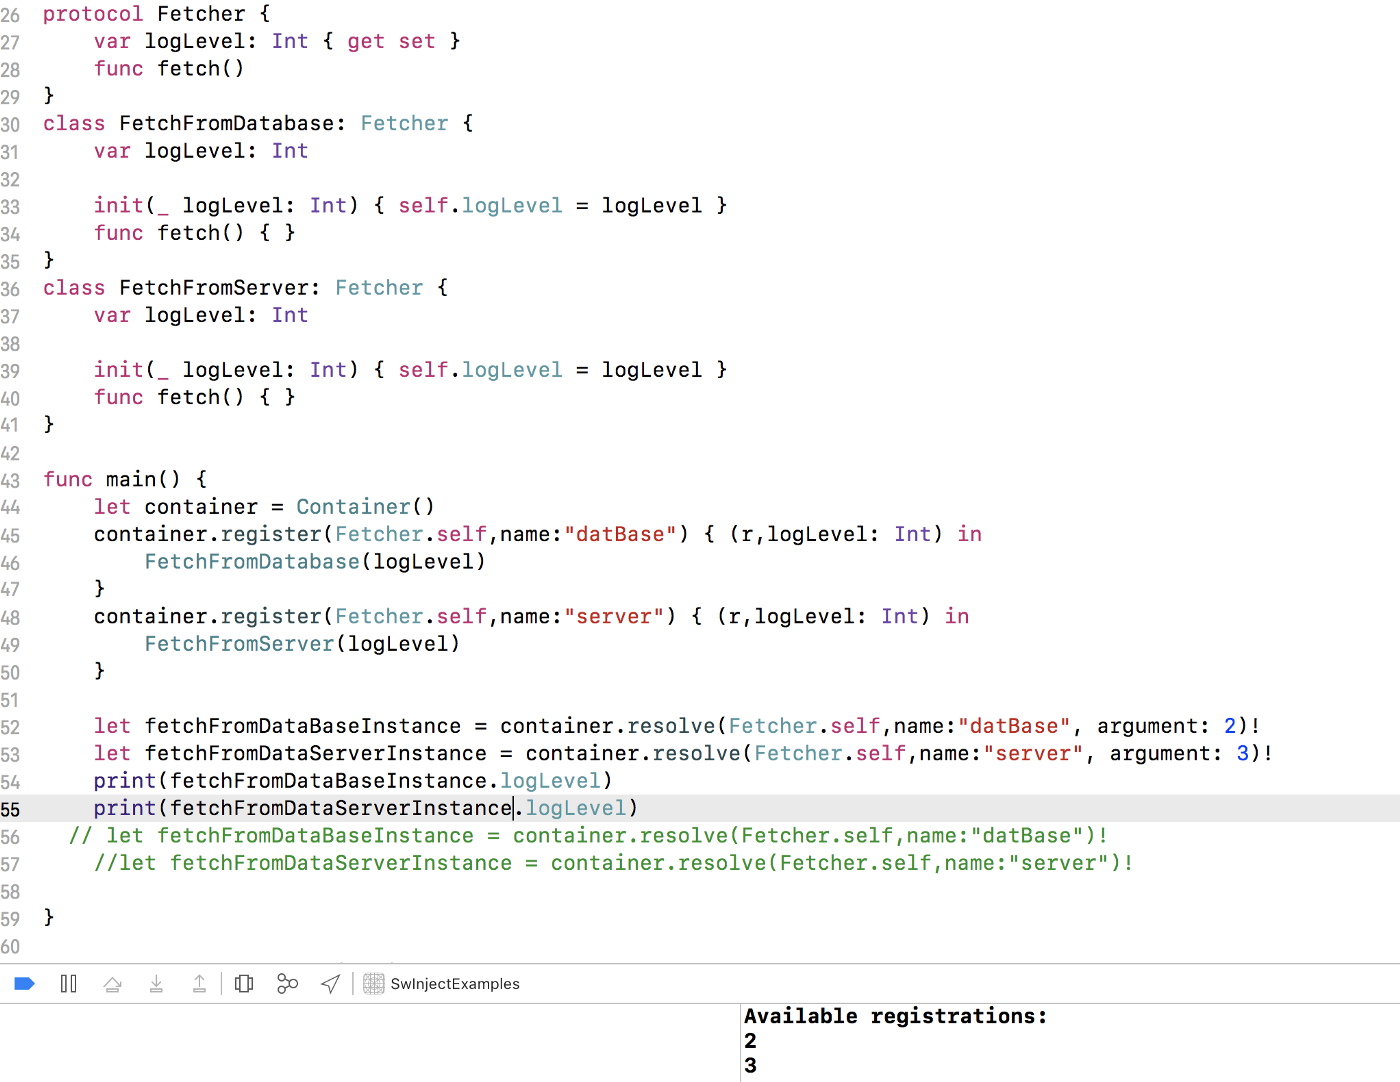 26 protocol Fetcher {
27     var logLevel: Int { get set }
28     func fetch()
29 }
30 class FetchFromDatabase: Fetcher {
31     var logLevel: Int
32
33     init(_ logLevel: Int) { self.logLevel = logLevel }
34     func fetch() { }
35 }
36 class FetchFromServer: Fetcher {
37     var logLevel: Int
38
39     init(_ logLevel: Int) { self.logLevel = logLevel }
40     func fetch() { }
41 }
42
43 func main() {
44     let container = Container()
45     container.register(Fetcher.self,name:"datBase") { (r,logLevel: Int) in
46         FetchFromDatabase(logLevel)
47     }
48     container.register(Fetcher.self,name:"server") { (r,logLevel: Int) in
49         FetchFromServer(logLevel)
50     }
51
52     let fetchFromDataBaseInstance = container.resolve(Fetcher.self,name:"datBase", argument: 2)!
53     let fetchFromDataServerInstance = container.resolve(Fetcher.self,name:"server", argument: 3)!
54     print(fetchFromDataBaseInstance.logLevel)
55     print(fetchFromDataServerInstance.logLevel)
56   // let fetchFromDataBaseInstance = container.resolve(Fetcher.self,name:"datBase")!
57     //let fetchFromDataServerInstance = container.resolve(Fetcher.self,name:"server")!
58
59 }
60
SwInjectExamples
Available registrations:
2
3